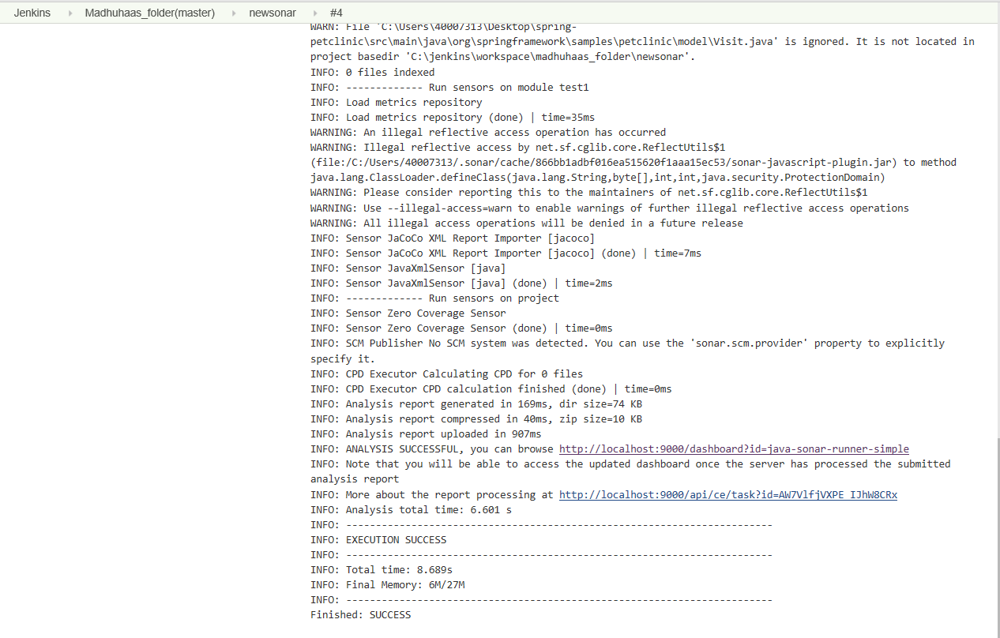 Jenkins Madhuhaas_folder(master) newsonar #4
WARN: File 'C:\Users\40007313\Desktop\spring-
petclinic\src\main\java\org\springframework\samples\petclinic\model\Visit.java' is ignored. It is not located in
project basedir 'C:\jenkins\workspace\madhuhaas_folder\newsonar'.
INFO: 0 files indexed
INFO: ------------- Run sensors on module test1
INFO: Load metrics repository
INFO: Load metrics repository (done) | time=35ms
WARNING: An illegal reflective access operation has occurred
WARNING: Illegal reflective access by net.sf.cglib.core.ReflectUtils$1
(file:/C:/Users/40007313/.sonar/cache/866bb1adbf016ea515620f1aaa15ec53/sonar-javascript-plugin.jar) to method
java.lang.ClassLoader.defineClass(java.lang.String,byte[],int,int,java.security.ProtectionDomain)
WARNING: Please consider reporting this to the maintainers of net.sf.cglib.core.ReflectUtils$1
WARNING: Use --illegal-access=warn to enable warnings of further illegal reflective access operations
WARNING: All illegal access operations will be denied in a future release
INFO: Sensor JaCoCo XML Report Importer [jacoco]
INFO: Sensor JaCoCo XML Report Importer [jacoco] (done) | time=7ms
INFO: Sensor JavaXmlSensor [java]
INFO: Sensor JavaXmlSensor [java] (done) | time=2ms
INFO: ------------- Run sensors on project
INFO: Sensor Zero Coverage Sensor
INFO: Sensor Zero Coverage Sensor (done) | time=0ms
INFO: SCM Publisher No SCM system was detected. You can use the 'sonar.scm.provider' property to explicitly
specify it.
INFO: CPD Executor Calculating CPD for 0 files
INFO: CPD Executor CPD calculation finished (done) | time=0ms
INFO: Analysis report generated in 169ms, dir size=74 KB
INFO: Analysis report compressed in 40ms, zip size=10 KB
INFO: Analysis report uploaded in 907ms
INFO: ANALYSIS SUCCESSFUL, you can browse http://localhost:9000/dashboard?id=java-sonar-runner-simple
INFO: Note that you will be able to access the updated dashboard once the server has processed the submitted
analysis report
INFO: More about the report processing at http://localhost:9000/api/ce/task?id=AW7VlfjVXPE_IJhW8CRx
INFO: Analysis total time: 6.601 s
INFO: ------------------------------------------------------------------------
INFO: EXECUTION SUCCESS
INFO: ------------------------------------------------------------------------
INFO: Total time: 8.689s
INFO: Final Memory: 6M/27M
INFO: ------------------------------------------------------------------------
Finished: SUCCESS